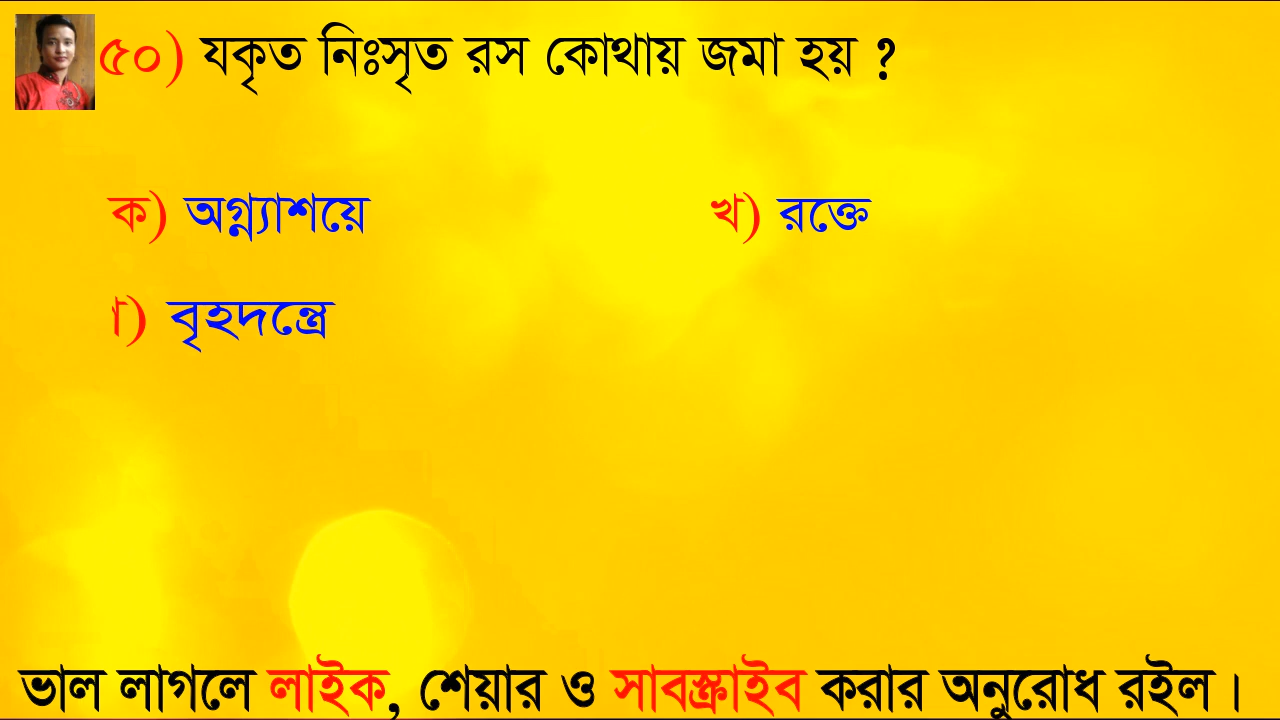 ৫০) যকৃত নিঃসৃত রস কোথায় জমা হয় ?
ক) অগ্ন্যাশয়ে খ) রক্তে
) বৃহদন্ত্রে
ভাল লাগলে লাইক, শেয়ার ও সাবস্ক্রাইব করার অনুরোধ রইল।